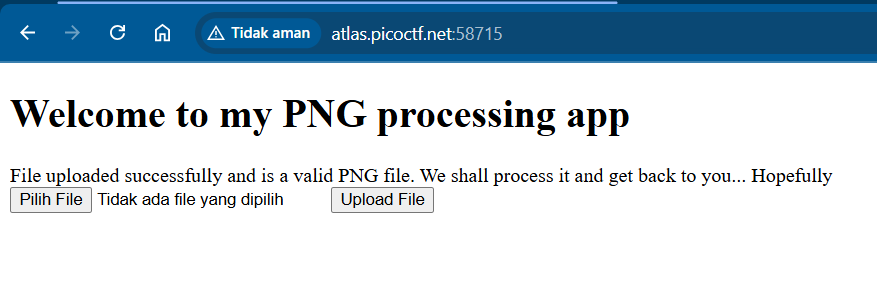 Tidak aman atlas.picoctf.net:58715
Welcome to my PNG processing app
File uploaded successfully and is a valid PNG file. We shall process it and get back to you... Hopefully
Pilih File Tidak ada file yang dipilih Upload File